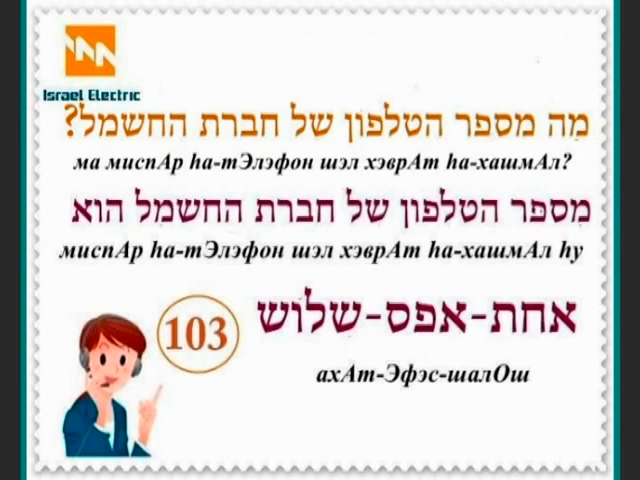 Israel Electric
מה מספר הטלפון של חברת החשמל?
ма миспАр hа-тЭлэфон шэл хэврАт hа-хашмАл?
מספר הטלפון של חברת החשמל הוא
миспАр hа-тЭлэфон шэл хэврАт hа-хашмАл hу
103
אחת-אפס-שלוש
ахАт-Эфэс-шалОш